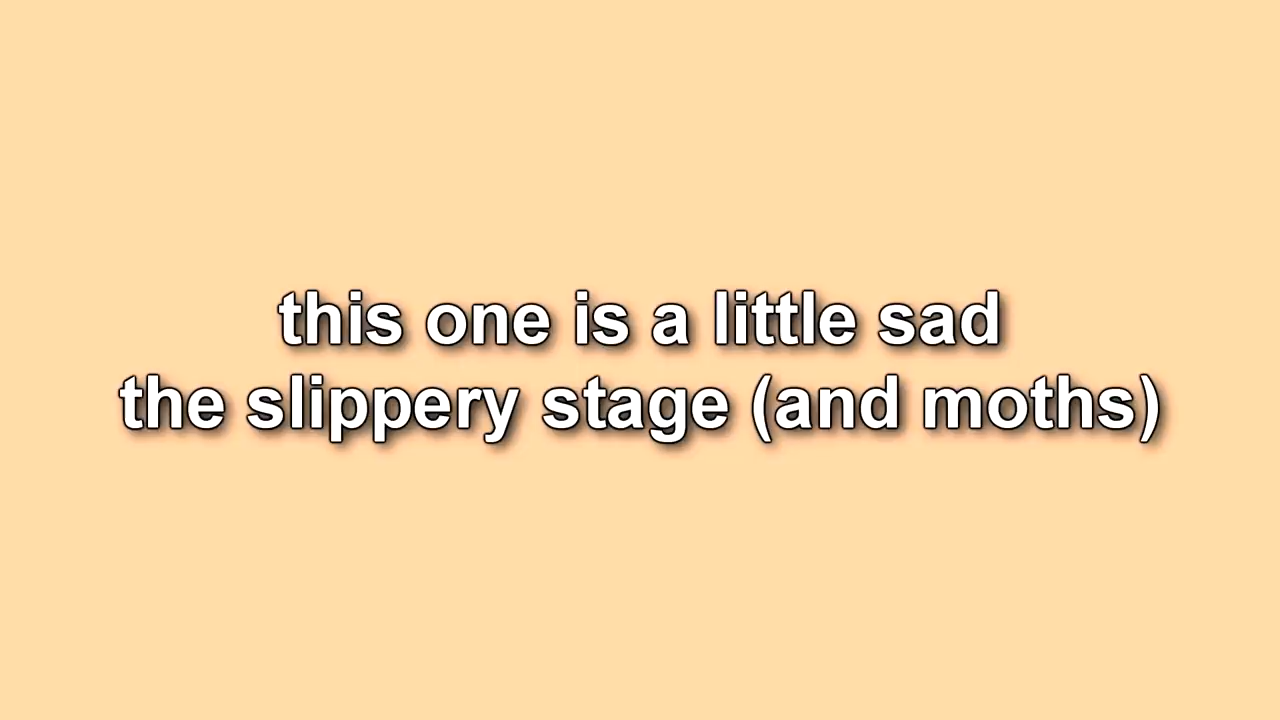 this one is a little sad
the slippery stage (and moths)